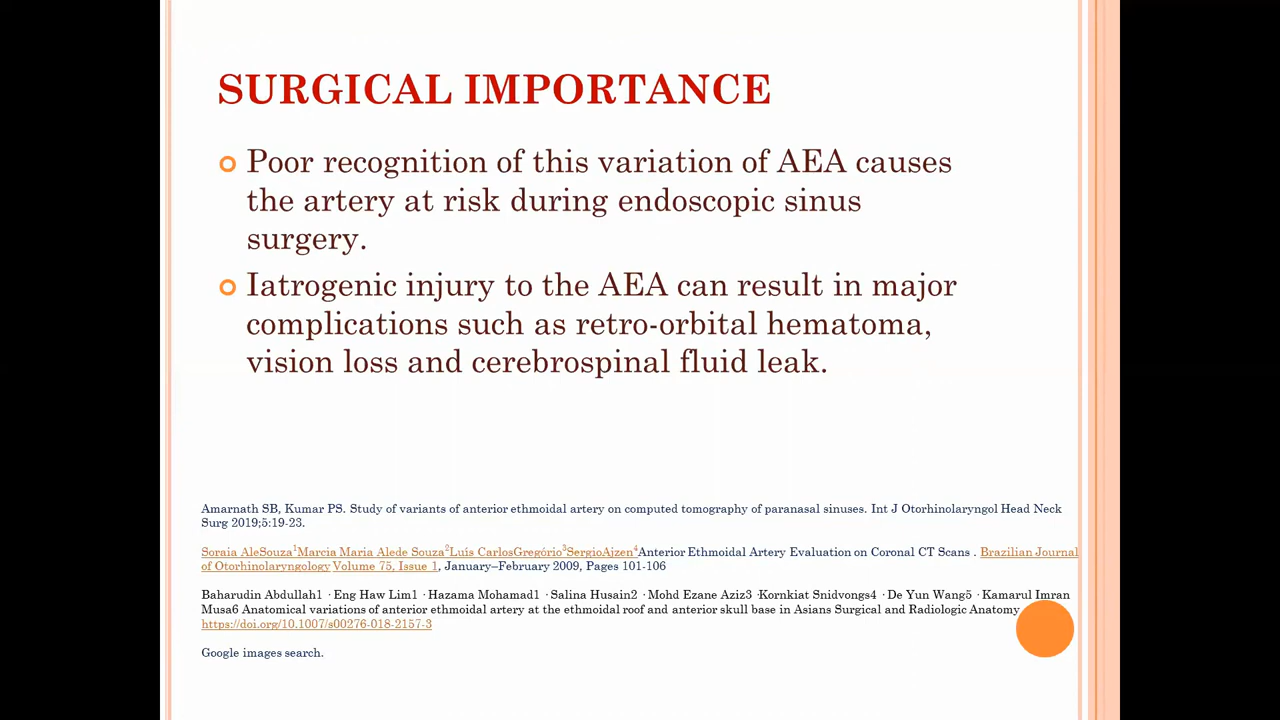 SURGICAL IMPORTANCE
Poor recognition of this variation of AEA causes
the artery at risk during endoscopic sinus
surgery.
Iatrogenic injury to the AEA can result in major
complications such as retro-orbital hematoma,
vision loss and cerebrospinal fluid leak.
Amarnath SB, Kumar PS. Study of variants of anterior ethmoidal artery on computed tomography of paranasal sinuses. Int J Otorhinolaryngol Head Neck
Surg 2019;5:19-23.
Soraia AleSouza¹Marcia Maria Alede Souza²Luís CarlosGregório³SergioAjzen⁴Anterior Ethmoidal Artery Evaluation on Coronal CT Scans . Brazilian Journal
of Otorhinolaryngology Volume 75, Issue 1, January–February 2009, Pages 101-106
Baharudin Abdullah1 · Eng Haw Lim1 · Hazama Mohamad1 · Salina Husain2 · Mohd Ezane Aziz3 ·Kornkiat Snidvongs4 · De Yun Wang5 · Kamarul Imran
Musa6 Anatomical variations of anterior ethmoidal artery at the ethmoidal roof and anterior skull base in Asians Surgical and Radiologic Anatomy
https://doi.org/10.1007/s00276-018-2157-3
Google images search.